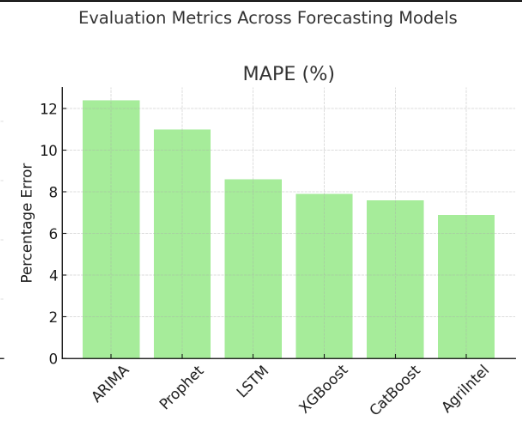 Evaluation Metrics Across Forecasting Models
MAPE (%)
Percentage Error
12
10
8
6
4
2
0
ARIMA
Prophet
LSTM
XGBoost
CatBoost
AgriIntel